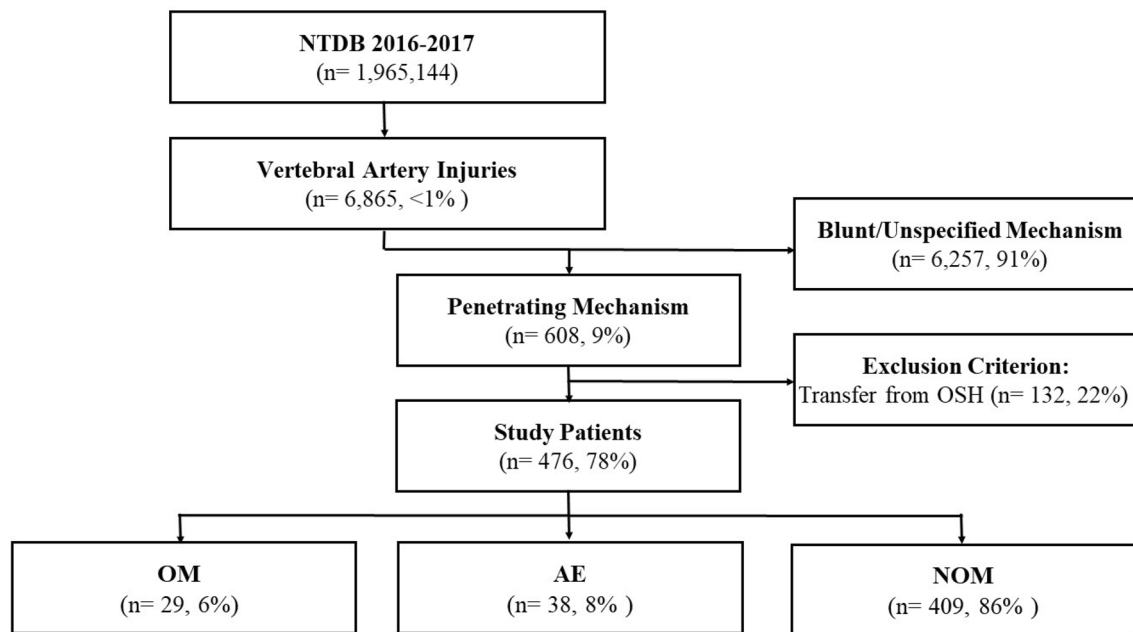 NTDB 2016-2017
(n= 1,965,144)
Vertebral Artery Injuries
(n= 6,865, <1% )
Blunt/Unspecified Mechanism
(n= 6,257, 91%)
Penetrating Mechanism
(n= 608, 9%)
Exclusion Criterion:
Transfer from OSH (n= 132, 22%)
Study Patients
(n= 476, 78%)
OM
(n= 29, 6%)
AE
(n= 38, 8% )
NOM
(n= 409, 86% )